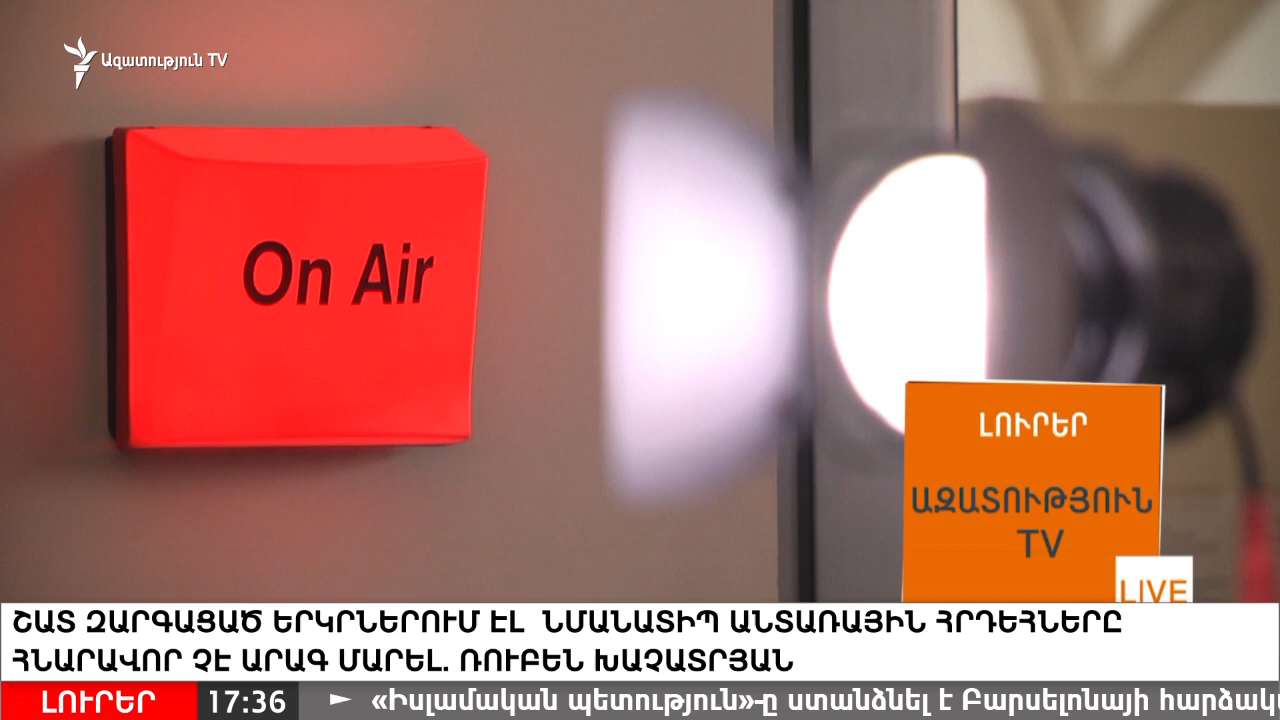 Ազատություն TV
On Air
ԼՈՒՐԵՐ
ԱԶԱՏՈՒԹՅՈՒՆ
TV
LIVE
ՇԱՏ ԶԱՐԳԱՑԱԾ ԵՐԿՐՆԵՐՈՒՄ ԷԼ ՆՄԱՆԱՏԻՊ ԱՆՏԱՌԱՅԻՆ ՀՐԴԵՀՆԵՐԸ
ՀՆԱՐԱՎՈՐ ՉԷ ԱՐԱԳ ՄԱՐԵԼ. ՌՈՒԲԵՆ ԽԱՉԱՏՐՅԱՆ
ԼՈՒՐԵՐ 17:36 ► «Իսլամական պետություն»-ը ստանձնել է Բարսելոնայի